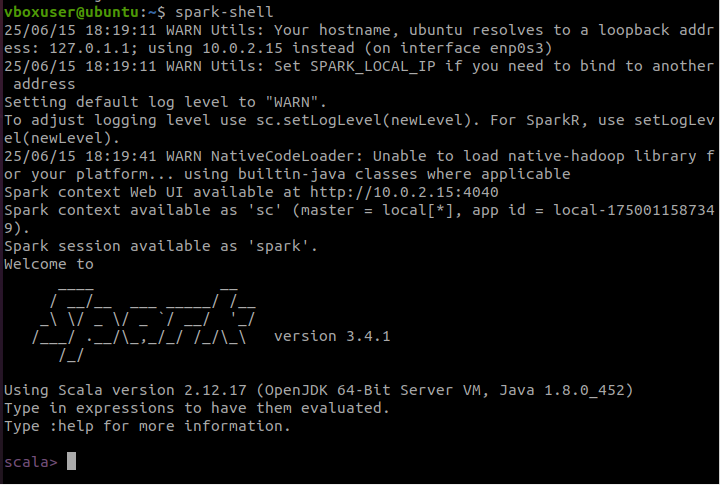 vboxuser@ubuntu:~$ spark-shell
25/06/15 18:19:11 WARN Utils: Your hostname, ubuntu resolves to a loopback addr
ess: 127.0.1.1; using 10.0.2.15 instead (on interface enp0s3)
25/06/15 18:19:11 WARN Utils: Set SPARK_LOCAL_IP if you need to bind to another
 address
Setting default log level to "WARN".
To adjust logging level use sc.setLogLevel(newLevel). For SparkR, use setLogLev
el(newLevel).
25/06/15 18:19:41 WARN NativeCodeLoader: Unable to load native-hadoop library f
or your platform... using builtin-java classes where applicable
Spark context Web UI available at http://10.0.2.15:4040
Spark context available as 'sc' (master = local[*], app id = local-175001158734
9).
Spark session available as 'spark'.
Welcome to
      ____              __
     / __/__  ___ _____/ /__
    _\ \/ _ \/ _ `/ __/  '_/
   /___/ .__/\_,_/_/ /_/\_\   version 3.4.1
      /_/

Using Scala version 2.12.17 (OpenJDK 64-Bit Server VM, Java 1.8.0_452)
Type in expressions to have them evaluated.
Type :help for more information.

scala>